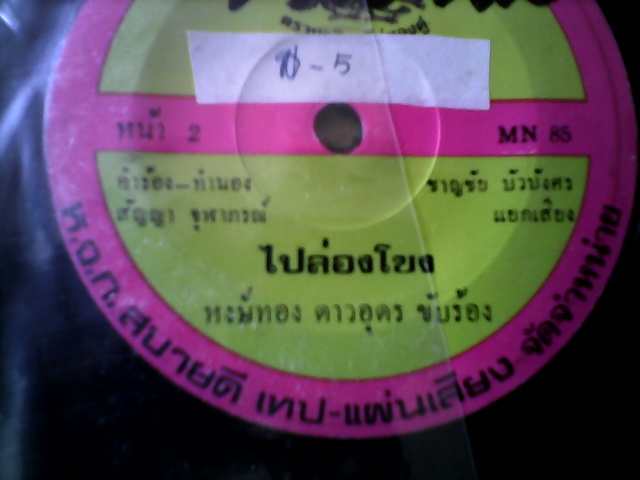 ข-5
หน้า 2
MN 85
คำร้อง-ทำนอง
ชาญชัย บัวบังศร
สัญญา จุฬาภรณ์
แยกเสียง
ไปล่องโขง
หงษ์ทอง ดาวอุดร ขับร้อง
ห.จ.ก. สบายดี เทป-แผ่นเสียง จัดจำหน่าย